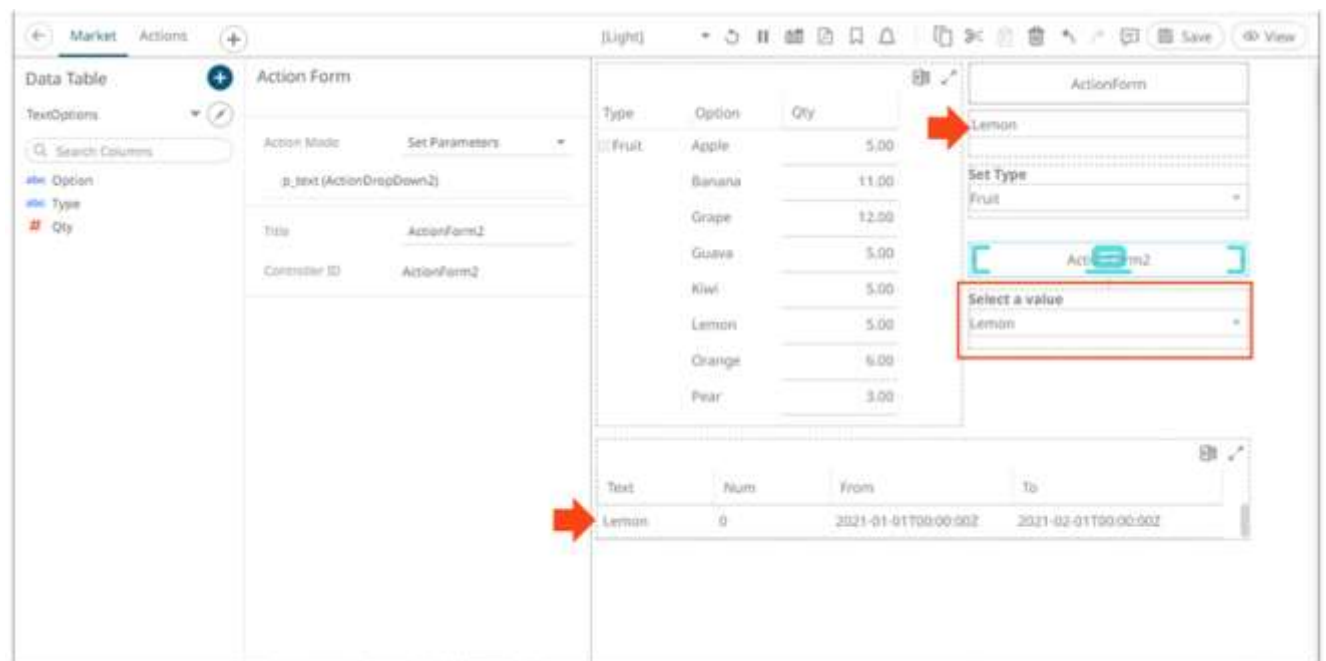 Market Actions
[Light]
Save
View
Data Table
TextOptions
Search Columns
abc Option
abc Type
# Qty
Action Form
Action Mode Set Parameters
p_text (ActionDropDown2)
Title ActionForm2
Controller ID ActionForm2
Type Option Qty
Fruit Apple 5.00
Banana 11.00
Grape 12.00
Guava 5.00
Kiwi 5.00
Lemon 5.00
Orange 6.00
Pear 3.00
ActionForm
Lemon
Set Type
Fruit
Select a value
Lemon
Text Num From To
Lemon 0 2021-01-01T00:00:00Z 2021-02-01T00:00:00Z